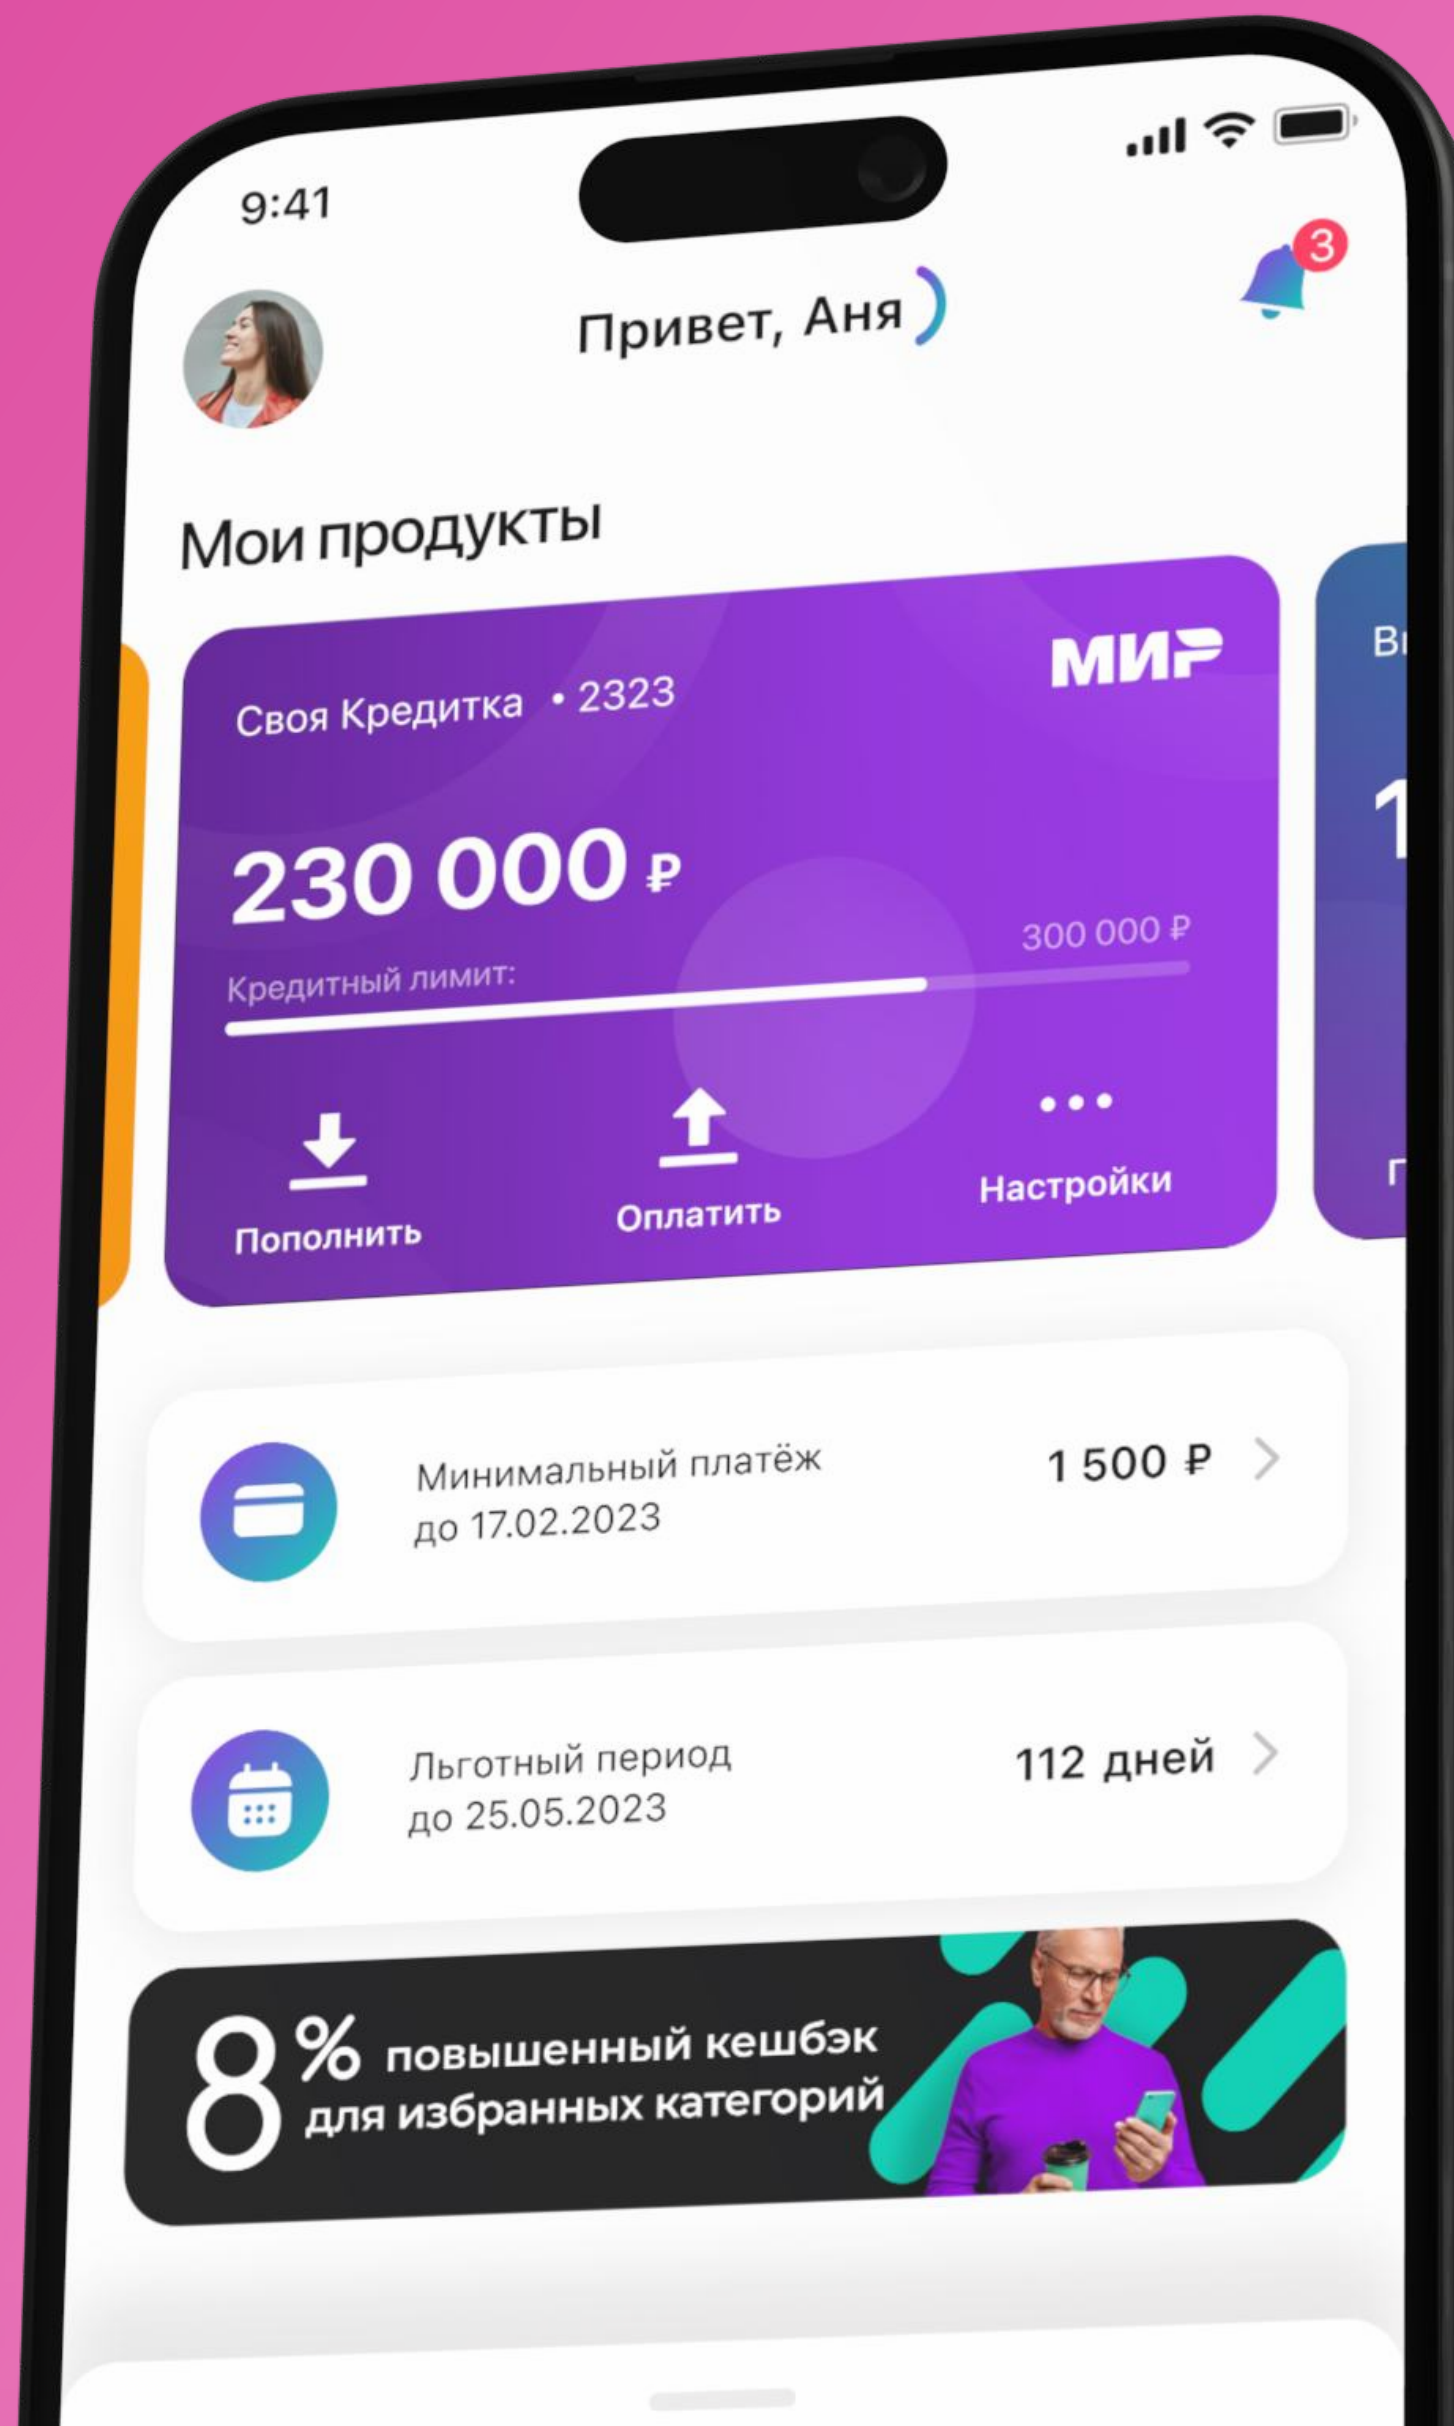 9:41
Привет, Аня
3
Мои продукты
Своя Кредитка • 2323
МИР
230 000 ₽
Кредитный лимит:
300 000 ₽
Пополнить
Оплатить
Настройки
1
Минимальный платёж
до 17.02.2023
1 500 ₽
Льготный период
до 25.05.2023
112 дней
8% повышенный кешбэк
для избранных категорий